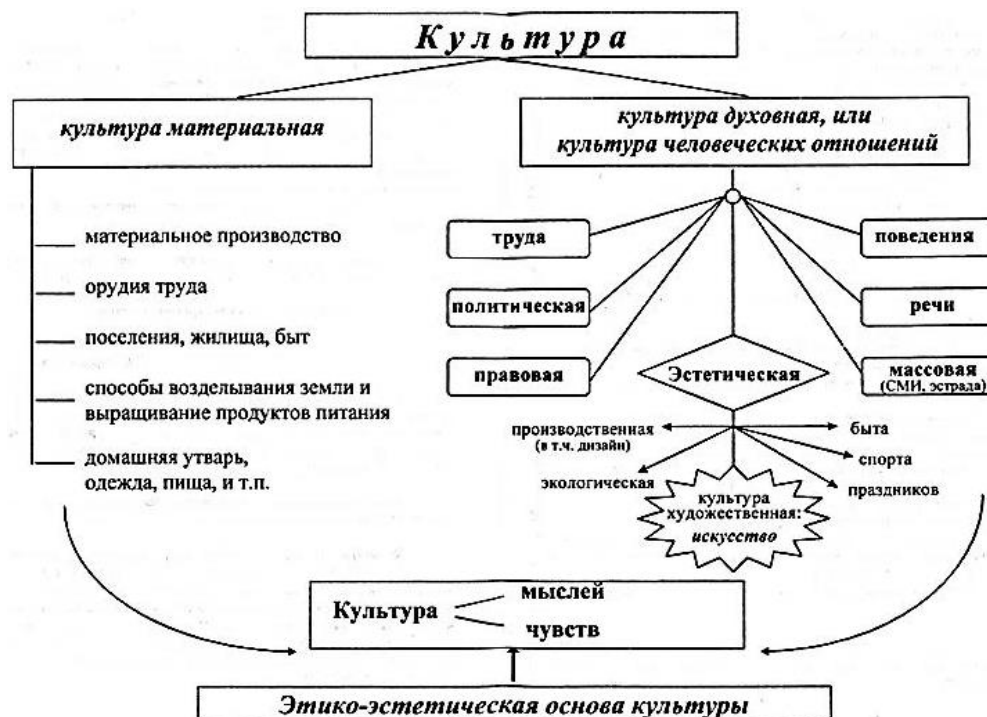 Культура
культура материальная
культура духовная, или
культура человеческих отношений
материальное производство
орудия труда
поселения, жилища, быт
способы возделывания земли и
выращивание продуктов питания
домашняя утварь,
одежда, пища, и т.п.
труда
политическая
правовая
Эстетическая
поведения
речи
массовая
(СМИ, эстрада)
производственная
(в т.ч. дизайн)
экологическая
быта
спорта
праздников
культура
художественная:
искусство
Культура
мыслей
чувств
Этико-эстетическая основа культуры